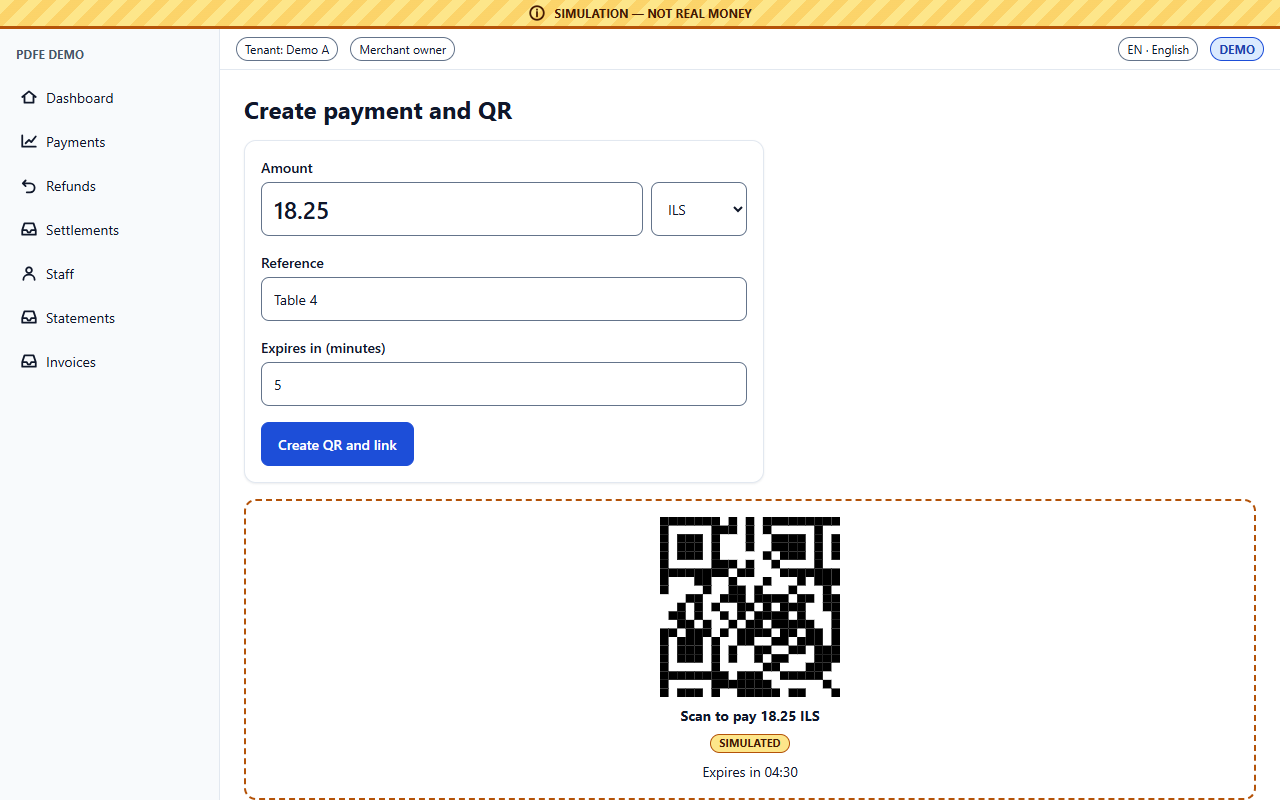 SIMULATION — NOT REAL MONEY
PDFE DEMO
Tenant: Demo A
Merchant owner
EN · English
DEMO
Dashboard
Payments
Refunds
Settlements
Staff
Statements
Invoices
Create payment and QR
Amount
18.25
ILS
Reference
Table 4
Expires in (minutes)
5
Create QR and link
Scan to pay 18.25 ILS
SIMULATED
Expires in 04:30